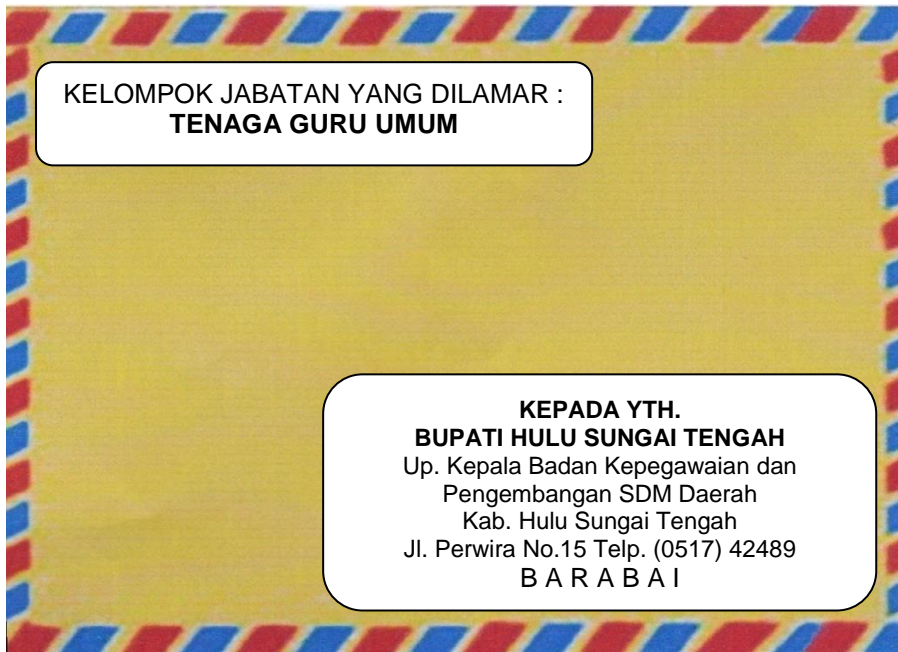 KELOMPOK JABATAN YANG DILAMAR :
TENAGA GURU UMUM
KEPADA YTH.
BUPATI HULU SUNGAI TENGAH
Up. Kepala Badan Kepegawaian dan
Pengembangan SDM Daerah
Kab. Hulu Sungai Tengah
Jl. Perwira No.15 Telp. (0517) 42489
B A R A B A I